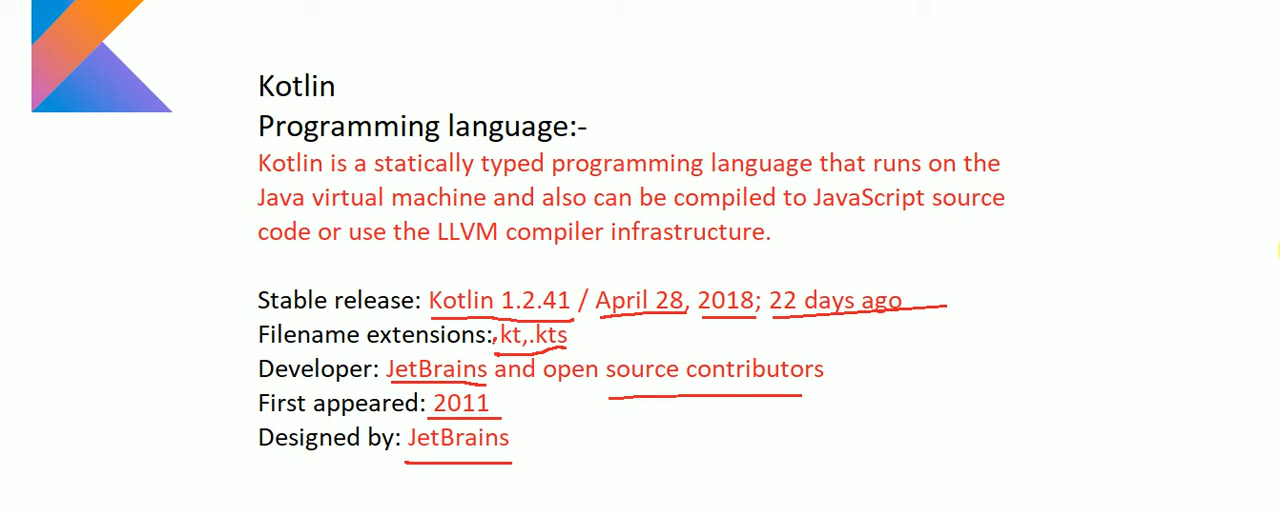 Kotlin
Programming language:-
Kotlin is a statically typed programming language that runs on the
Java virtual machine and also can be compiled to JavaScript source
code or use the LLVM compiler infrastructure.
Stable release: Kotlin 1.2.41 / April 28, 2018; 22 days ago
Filename extensions:.kt,.kts
Developer: JetBrains and open source contributors
First appeared: 2011
Designed by: JetBrains